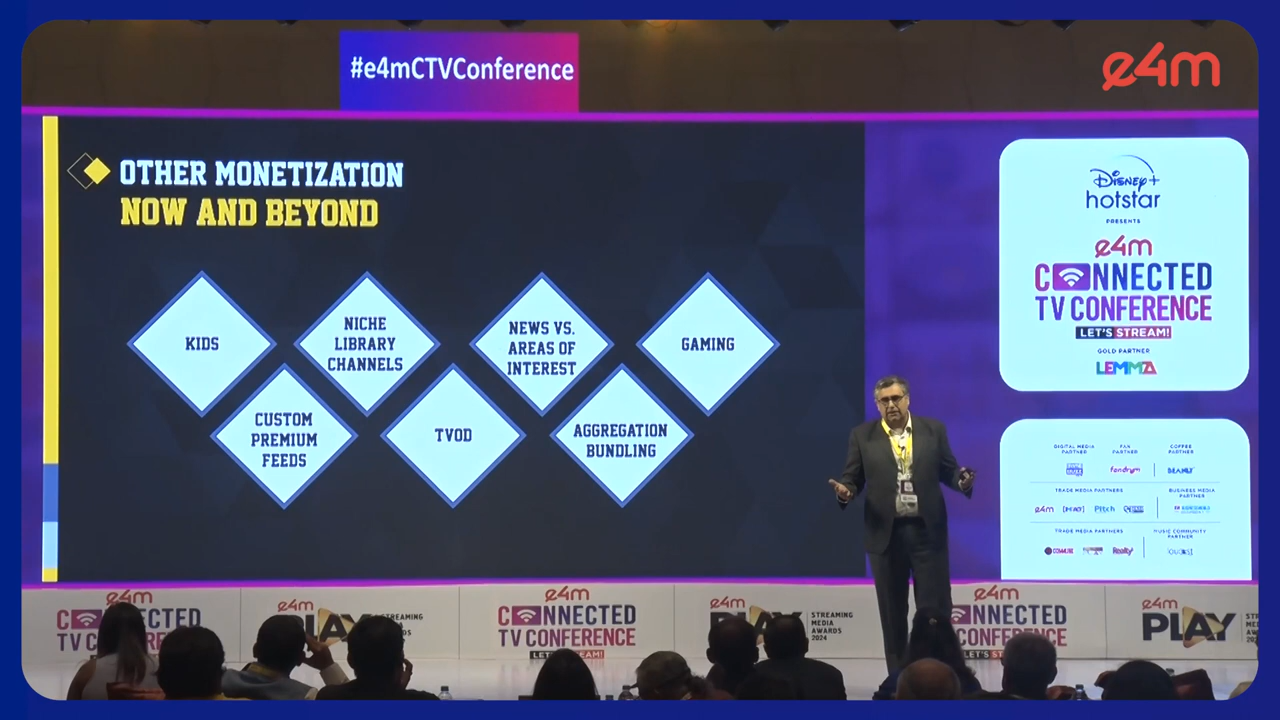 #e4mCTVConference
e4m
OTHER MONETIZATION
NOW AND BEYOND
KIDS
NICHE
LIBRARY
CHANNELS
NEWS VS.
AREAS OF
INTEREST
GAMING
CUSTOM
PREMIUM
FEEDS
TVOD
AGGREGATION
BUNDLING
Disney+
hotstar
PRESENTS
e4m
CONNECTED
TV CONFERENCE
LET'S STREAM!
GOLD PARTNER
LEMMA
DIGITAL MEDIA
PARTNER
FAN
PARTNER
COFFEE
PARTNER
fandrym
BEANLY
TRADE MEDIA PARTNERS
BUSINESS MEDIA
PARTNER
e4m
Pitch
TRADE MEDIA PARTNERS
MUSIC COMMUNITY
PARTNER
Realty+
e4m
CONNECTED
TV CONFERENCE
e4m
PLAY
STREAMING
MEDIA
AWARDS
e4m
CONNECTED
TV CONFERENCE
LET'S STREAM!
e4m
PLAY
STREAMING
MEDIA
AWARDS
2024
e4m
CONNECTED
CONFERENCE
LET'S STREAM!
e4m
PLAY